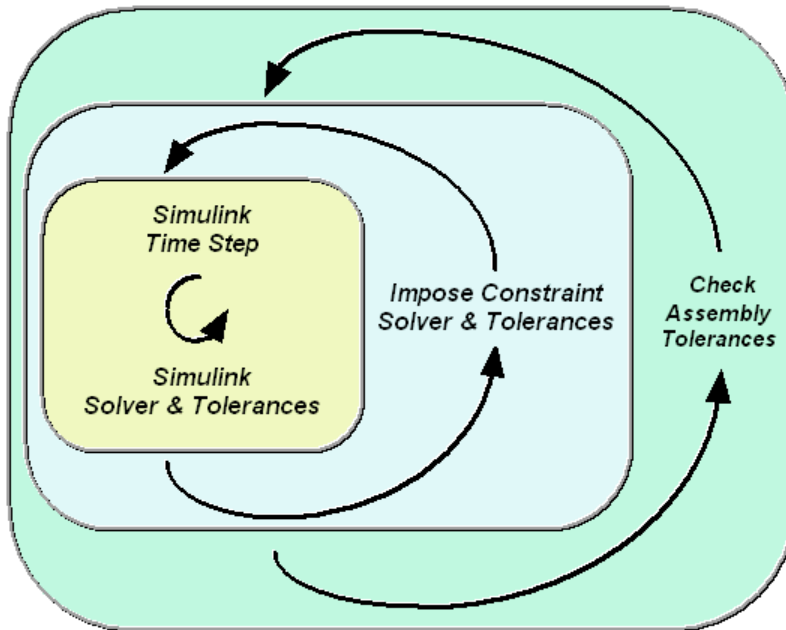 Simulink
Time Step
Simulink
Solver & Tolerances
Impose Constraint
Solver & Tolerances
Check
Assembly
Tolerances